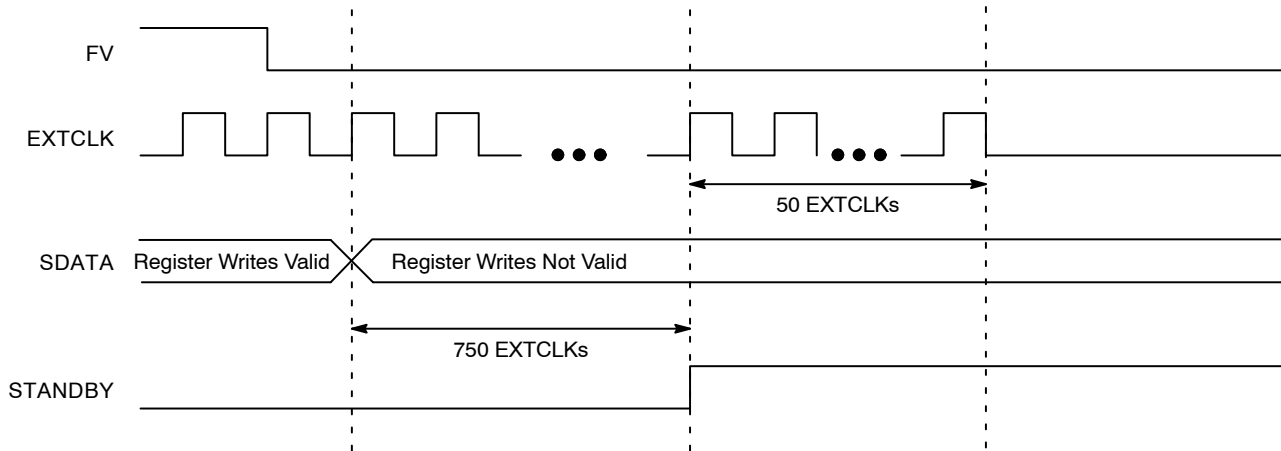 FV
EXTCLK
50 EXTCLKs
SDATA Register Writes Valid Register Writes Not Valid
750 EXTCLKs
STANDBY